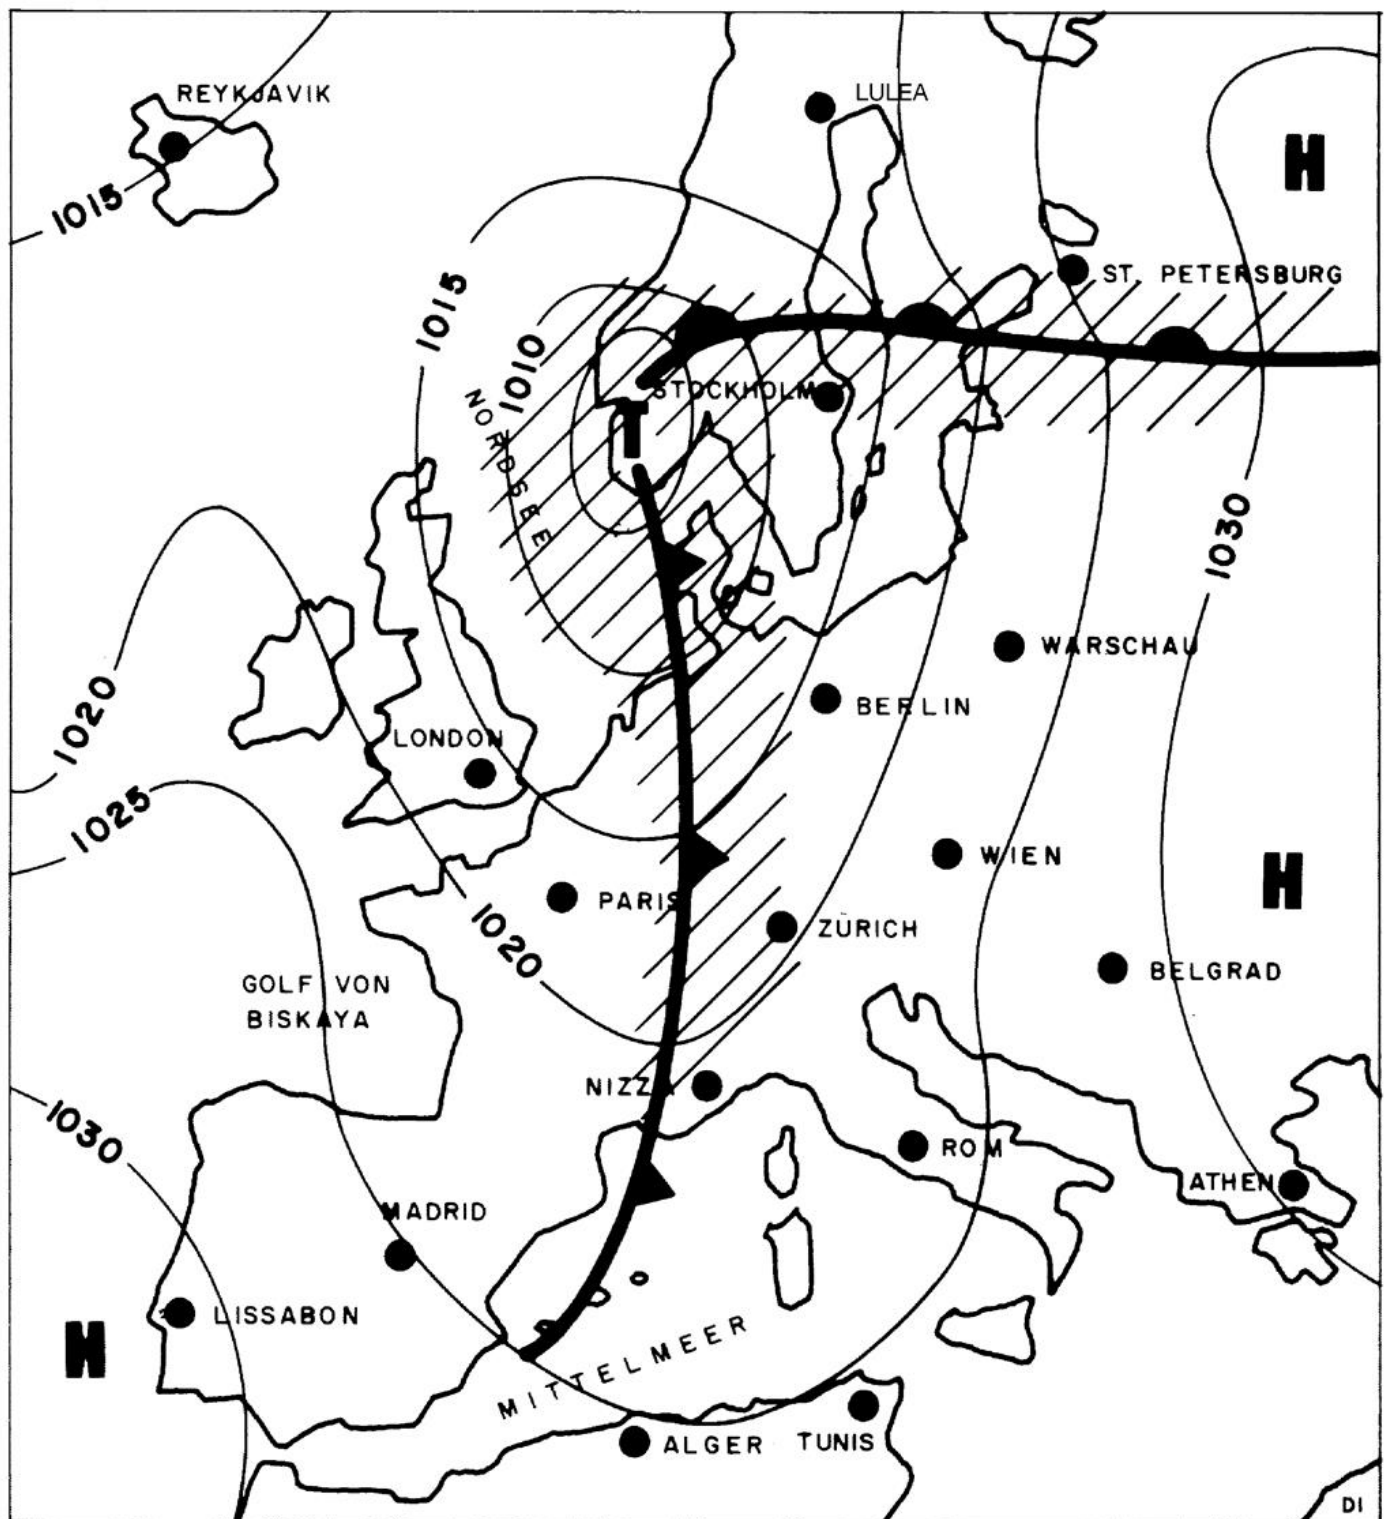 REYKJAVIK
LULEA
H
1015
ST. PETERSBURG
1015
1010
STOCKHOLM
NORDSEE
T
1030
1020
WARSCHAU
BERLIN
LONDON
1025
WIEN
H
PARIS
1020
ZÜRICH
BELGRAD
GOLF VON
BISKAYA
NIZZA
1030
ROM
ATHEN
MADRID
LISSABON
H
MITTELMEER
ALGER
TUNIS
DI